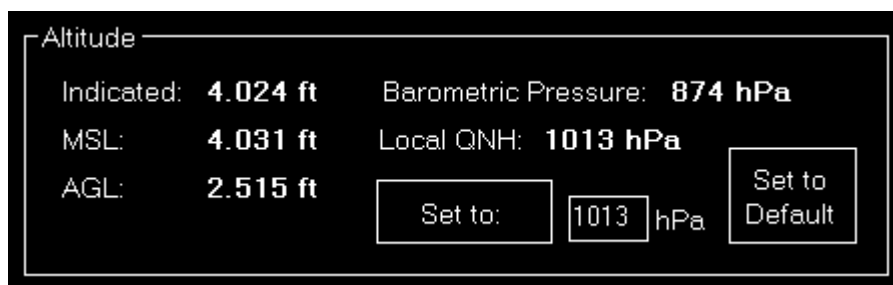 Altitude
Indicated: 4.024 ft Barometric Pressure: 874 hPa
MSL: 4.031 ft Local QNH: 1013 hPa
AGL: 2.515 ft Set to: 1013 hPa Set to
Default